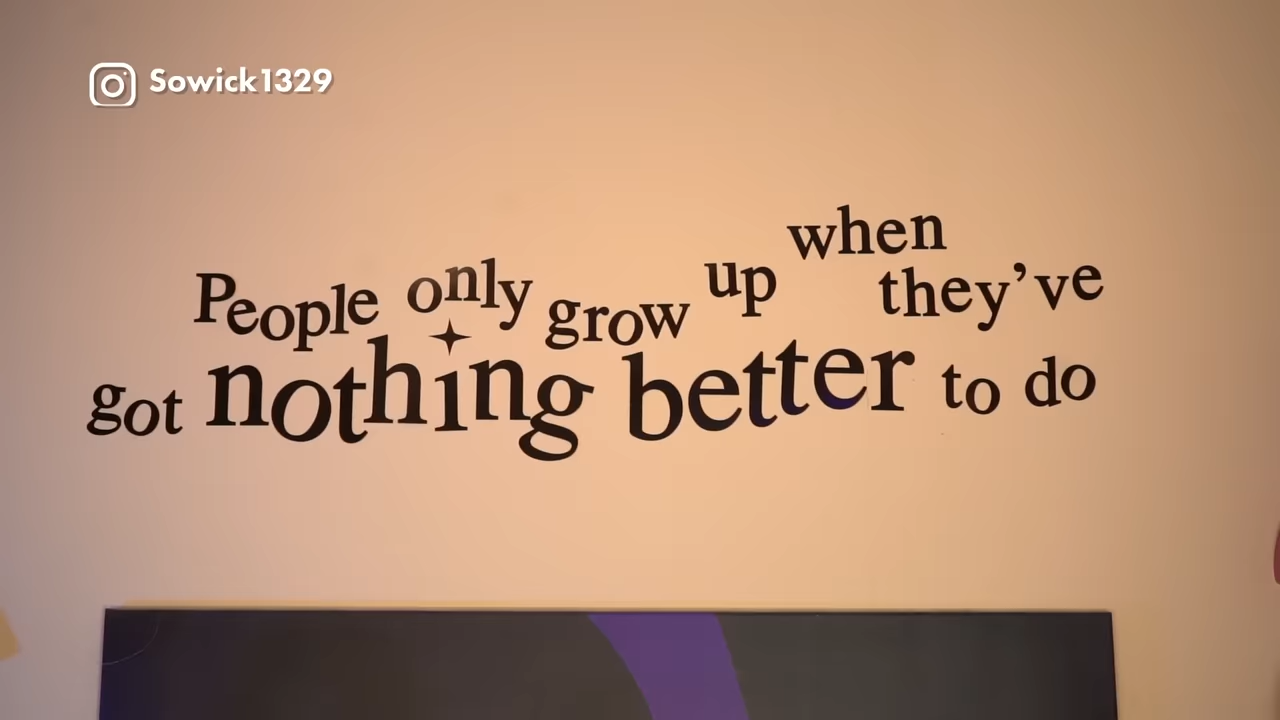 Sowick1329
People only grow up when they've
got nothing better to do